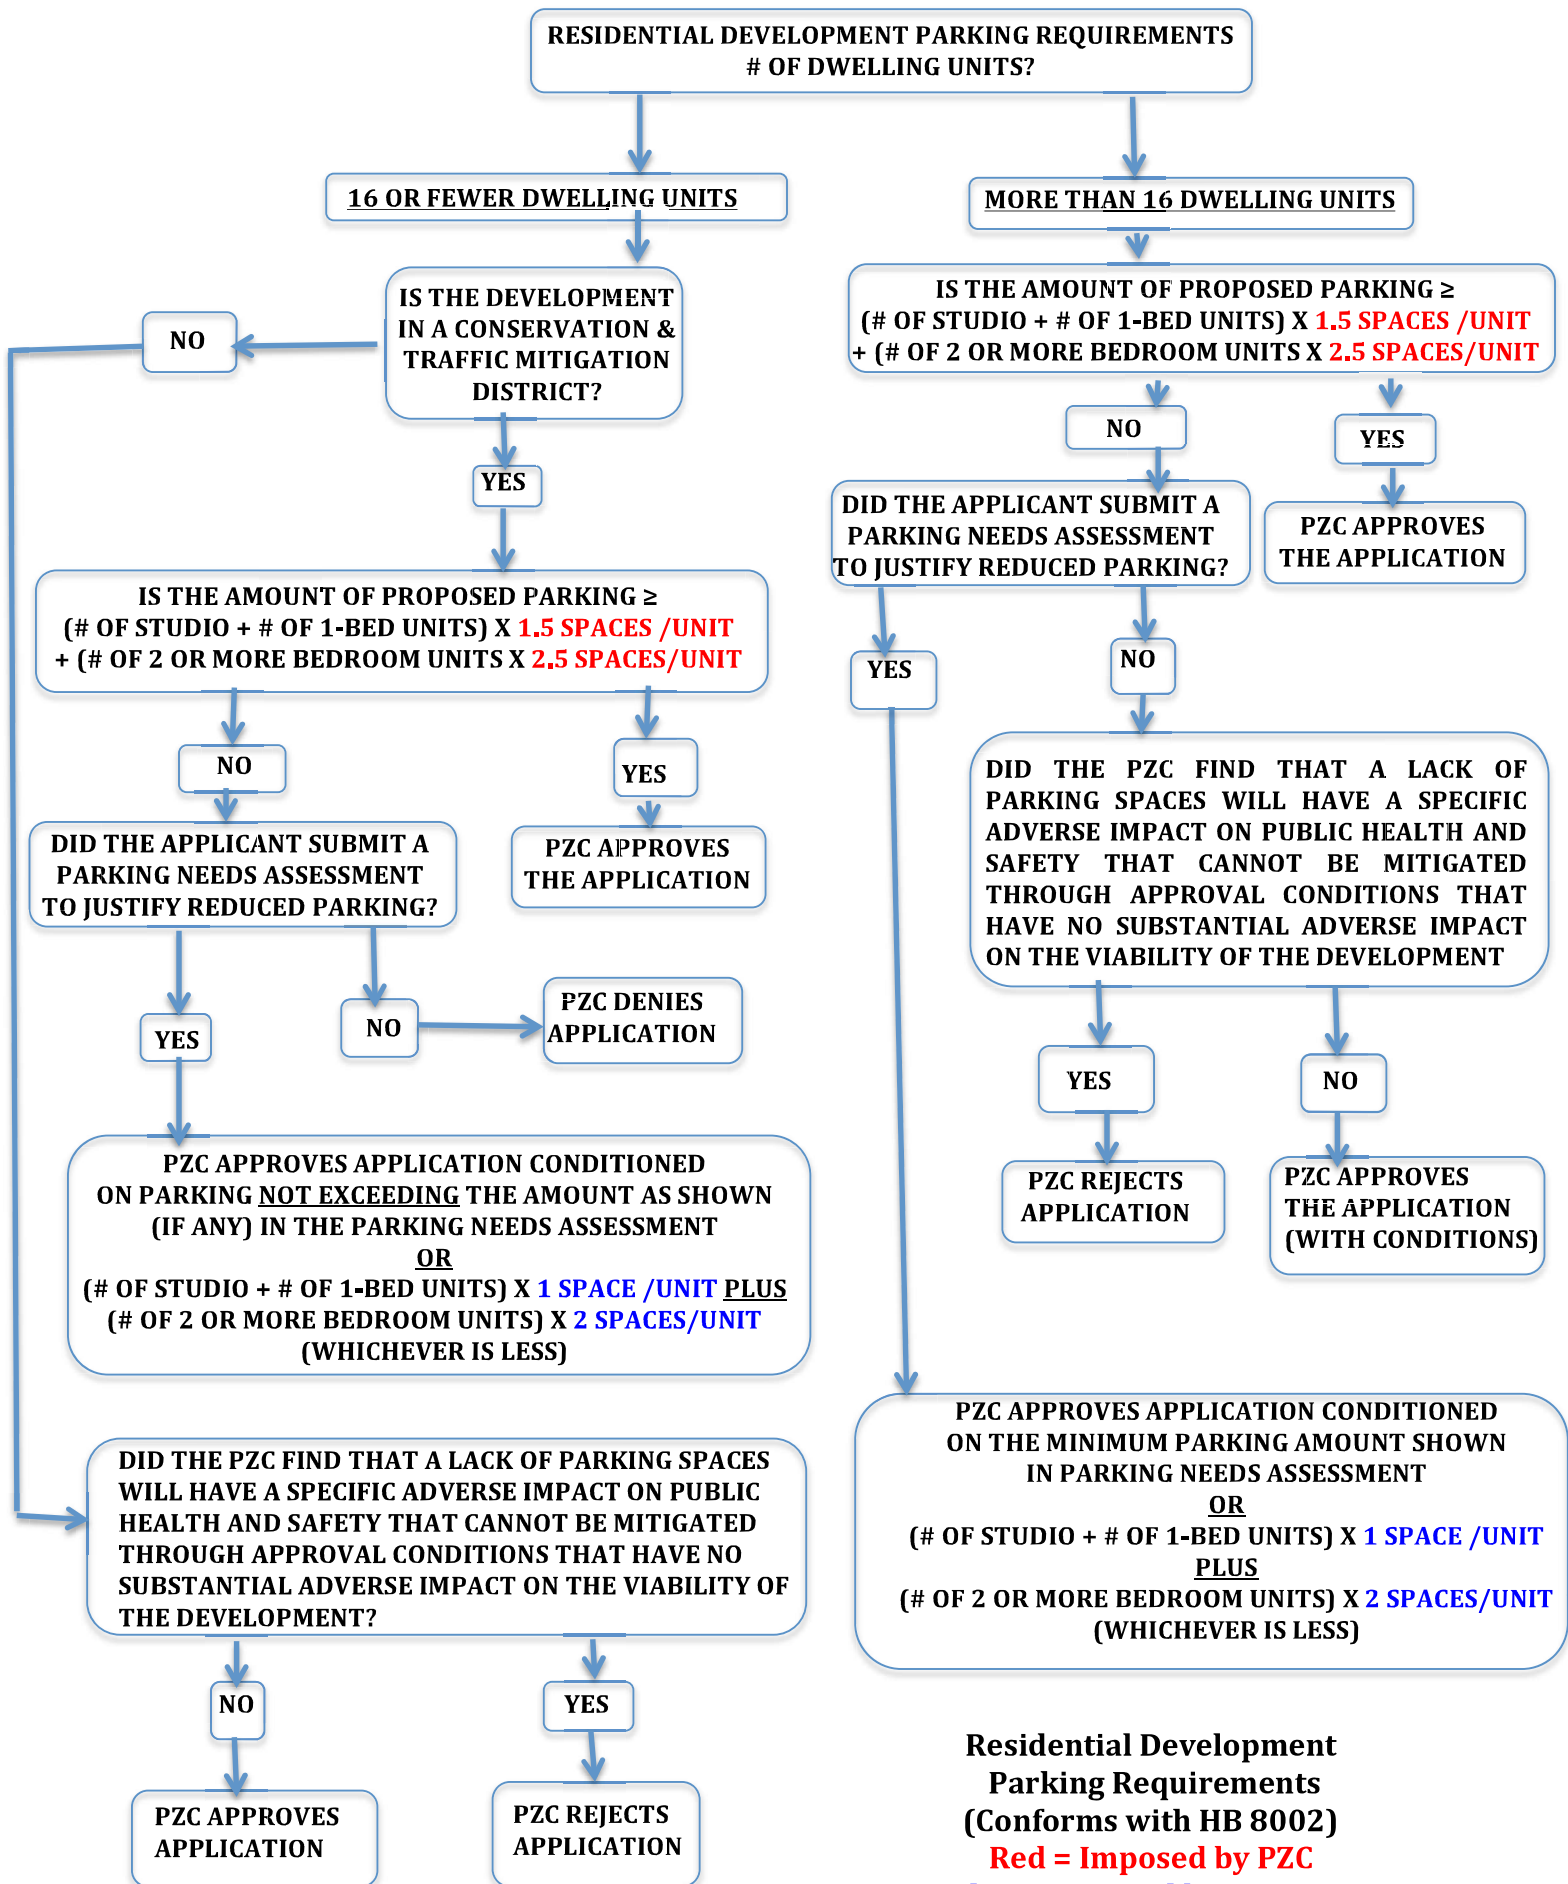 RESIDENTIAL DEVELOPMENT PARKING REQUIREMENTS
# OF DWELLING UNITS?
16 OR FEWER DWELLING UNITS
MORE THAN 16 DWELLING UNITS
IS THE DEVELOPMENT
IN A CONSERVATION &
TRAFFIC MITIGATION
DISTRICT?
NO
YES
IS THE AMOUNT OF PROPOSED PARKING ≥
(# OF STUDIO + # OF 1-BED UNITS) X 1.5 SPACES /UNIT
+ (# OF 2 OR MORE BEDROOM UNITS X 2.5 SPACES/UNIT
NO
YES
PZC APPROVES
THE APPLICATION
DID THE APPLICANT SUBMIT A
PARKING NEEDS ASSESSMENT
TO JUSTIFY REDUCED PARKING?
YES
NO
PZC DENIES
APPLICATION
PZC APPROVES APPLICATION CONDITIONED
ON PARKING NOT EXCEEDING THE AMOUNT AS SHOWN
(IF ANY) IN THE PARKING NEEDS ASSESSMENT
OR
(# OF STUDIO + # OF 1-BED UNITS) X 1 SPACE /UNIT PLUS
(# OF 2 OR MORE BEDROOM UNITS) X 2 SPACES/UNIT
(WHICHEVER IS LESS)
DID THE PZC FIND THAT A LACK OF PARKING SPACES
WILL HAVE A SPECIFIC ADVERSE IMPACT ON PUBLIC
HEALTH AND SAFETY THAT CANNOT BE MITIGATED
THROUGH APPROVAL CONDITIONS THAT HAVE NO
SUBSTANTIAL ADVERSE IMPACT ON THE VIABILITY OF
THE DEVELOPMENT?
NO
YES
PZC APPROVES
APPLICATION
PZC REJECTS
APPLICATION
IS THE AMOUNT OF PROPOSED PARKING ≥
(# OF STUDIO + # OF 1-BED UNITS) X 1.5 SPACES /UNIT
+ (# OF 2 OR MORE BEDROOM UNITS X 2.5 SPACES/UNIT
NO
YES
PZC APPROVES
THE APPLICATION
DID THE APPLICANT SUBMIT A
PARKING NEEDS ASSESSMENT
TO JUSTIFY REDUCED PARKING?
YES
NO
DID THE PZC FIND THAT A LACK OF
PARKING SPACES WILL HAVE A SPECIFIC
ADVERSE IMPACT ON PUBLIC HEALTH AND
SAFETY THAT CANNOT BE MITIGATED
THROUGH APPROVAL CONDITIONS THAT
HAVE NO SUBSTANTIAL ADVERSE IMPACT
ON THE VIABILITY OF THE DEVELOPMENT
YES
NO
PZC REJECTS
APPLICATION
PZC APPROVES
THE APPLICATION
(WITH CONDITIONS)
PZC APPROVES APPLICATION CONDITIONED
ON THE MINIMUM PARKING AMOUNT SHOWN
IN PARKING NEEDS ASSESSMENT
OR
(# OF STUDIO + # OF 1-BED UNITS) X 1 SPACE /UNIT
PLUS
(# OF 2 OR MORE BEDROOM UNITS) X 2 SPACES/UNIT
(WHICHEVER IS LESS)
Residential Development
Parking Requirements
(Conforms with HB 8002)
Red = Imposed by PZC